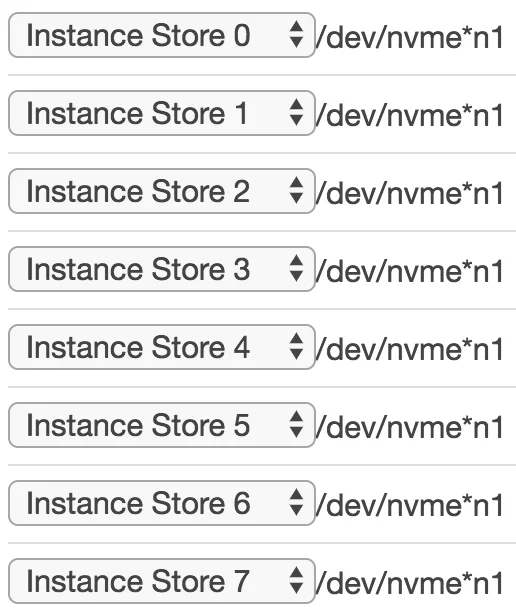 Instance Store 0 /dev/nvme*n1
Instance Store 1 /dev/nvme*n1
Instance Store 2 /dev/nvme*n1
Instance Store 3 /dev/nvme*n1
Instance Store 4 /dev/nvme*n1
Instance Store 5 /dev/nvme*n1
Instance Store 6 /dev/nvme*n1
Instance Store 7 /dev/nvme*n1